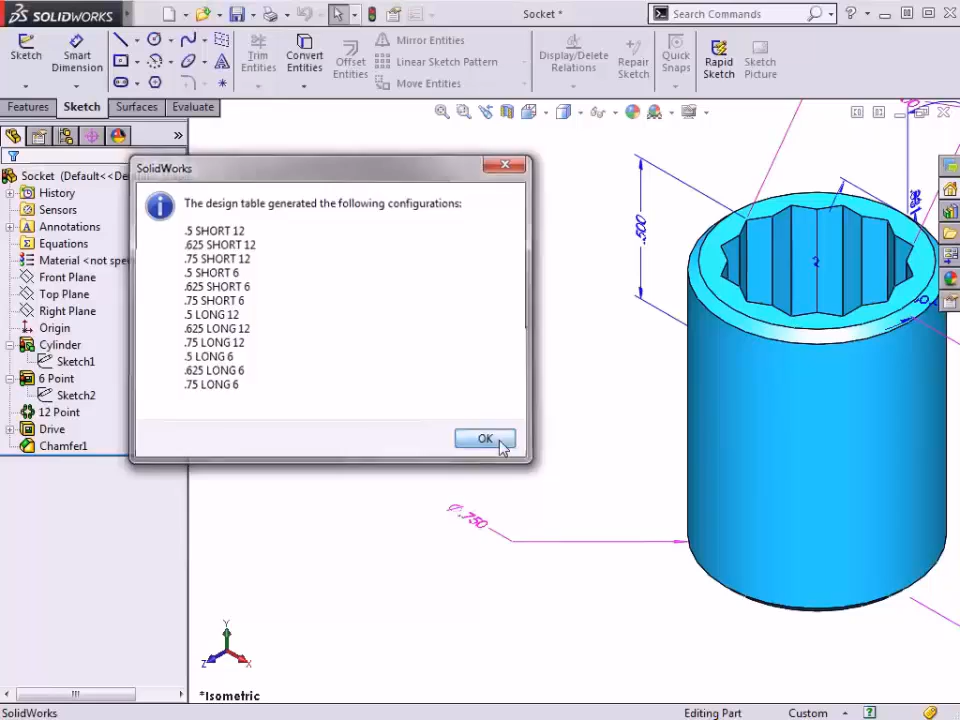 SOLIDWORKS
Socket *
Search Commands
Sketch
Smart Dimension
Trim Entities
Convert Entities
Offset Entities
Mirror Entities
Linear Sketch Pattern
Move Entities
Display/Delete Relations
Repair Sketch
Quick Snaps
Rapid Sketch
Sketch Picture
Features
Sketch
Surfaces
Evaluate
Socket (Default<<De
History
Sensors
Annotations
Equations
Material <not spe
Front Plane
Top Plane
Right Plane
Origin
Cylinder
Sketch1
6 Point
Sketch2
12 Point
Drive
Chamfer1
SolidWorks
The design table generated the following configurations:
.5 SHORT 12
.625 SHORT 12
.75 SHORT 12
.5 SHORT 6
.625 SHORT 6
.75 SHORT 6
.5 LONG 12
.625 LONG 12
.75 LONG 12
.5 LONG 6
.625 LONG 6
.75 LONG 6
OK
.500
2
Ø.750
Y
Z
X
*Isometric
SolidWorks
Editing Part
Custom